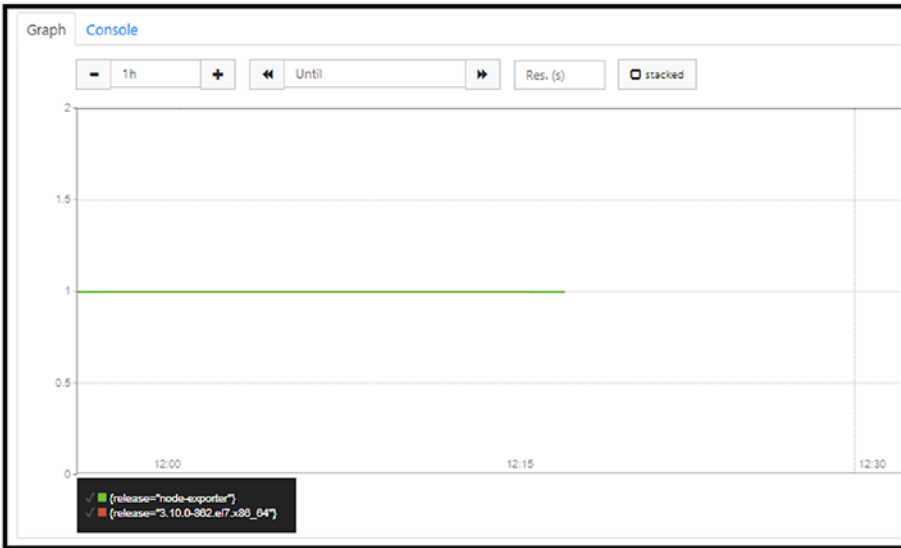 Graph Console
1h Until Res. (s) stacked
2
1.5
1
0.5
0
12:00 12:15 12:30
{release="node-exporter"}
{release="3.10.0-862.el7.x86_64"}